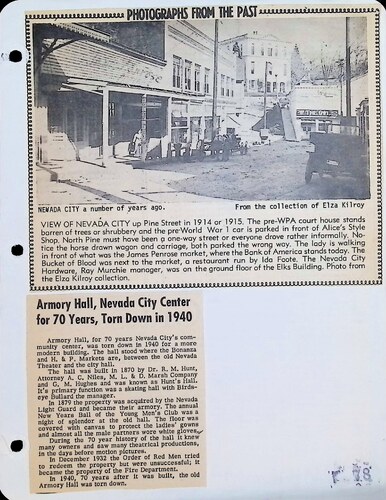 PHOTOGRAPHS FROM THE PAST
NEVADA CITY a number of years ago.
From the collection of Elza Kilroy
VIEW OF NEVADA CITY up Pine Street in 1914 or 1915. The pre-WPA court house stands
barren of trees or shrubbery and the pre-World War 1 car is parked in front of Alice's Style
Shop. North Pine must have been a one-way street or everyone drove rather informally. No-
tice the horse drawn wagon and carriage, both parked the wrong way. The lady is walking
in front of what was the James Penrose market, where the Bank of America stands today. The
Bucket of Blood was next to the market, a restaurant run by Ida Foote. The Nevada City
Hardware, Ray Murchie manager, was on the ground floor of the Elks Building. Photo from
the Elza Kilroy collection.
Armory Hall, Nevada City Center
for 70 Years, Torn Down in 1940
Armory Hall, for 70 years Nevada City's com-
munity center, was torn down in 1940 for a more
modern building. The hall stood where the Bonanza
and H. & P. Markets are, between the old Nevada
Theater and the city hall.
The hall was built in 1870 by Dr. R. M. Hunt,
Attorney A. C. Niles, M. L. & D. Marsh Company
and G. M. Hughes and was known as Hunt's Hall.
It's primary function was a skating hall with Birds-
eye Bullard the manager.
In 1879 the property was acquired by the Nevada
Light Guard and became their armory. The annual
New Years Ball of the Young Men's Club was a
night of splendor at the old hall. The floor was
covered with canvas to protect the ladies' gowns
and almost all the male partners wore white gloves.
During the 70 year history of the hall it knew
many owners and saw many theatrical productions,
in the days before motion pictures.
In December 1932 the Order of Red Men tried
to redeem the property but were unsuccessful; it
became the property of the Fire Department.
In 1940, 70 years after it was built, the old
Armory Hall was torn down.
78